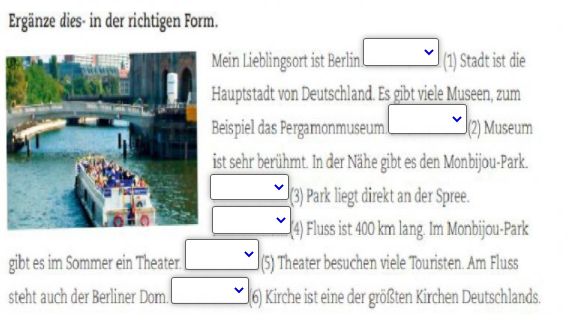 Ergänze dies- in der richtigen Form.
Mein Lieblingsort ist Berlin (1) Stadt ist die
Hauptstadt von Deutschland. Es gibt viele Museen, zum
Beispiel das Pergamonmuseum. (2) Museum
ist sehr berühmt. In der Nähe gibt es den Monbijou-Park.
(3) Park liegt direkt an der Spree.
(4) Fluss ist 400 km lang. Im Monbijou-Park
gibt es im Sommer ein Theater. (5) Theater besuchen viele Touristen. Am Fluss
steht auch der Berliner Dom. (6) Kirche ist eine der größten Kirchen Deutschlands.